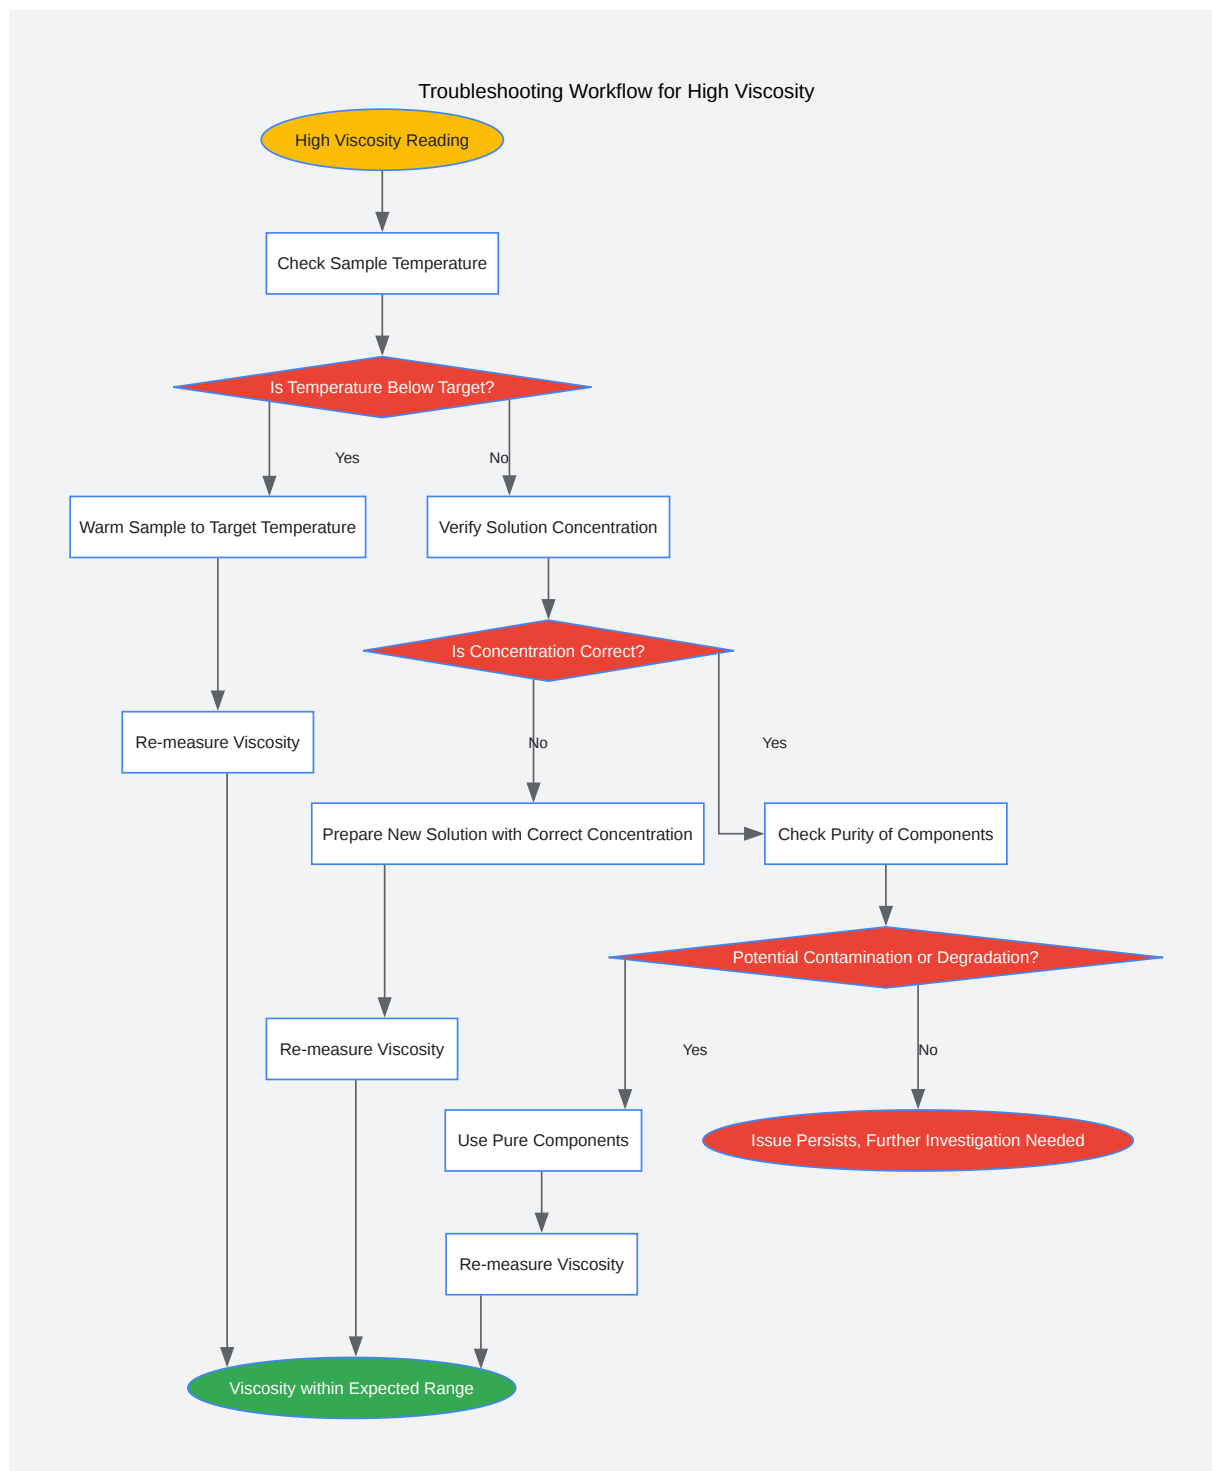 Troubleshooting Workflow for High Viscosity
High Viscosity Reading
Check Sample Temperature
Is Temperature Below Target?
Yes
No
Warm Sample to Target Temperature
Verify Solution Concentration
Is Concentration Correct?
Re-measure Viscosity
No
Yes
Prepare New Solution with Correct Concentration
Check Purity of Components
Potential Contamination or Degradation?
Re-measure Viscosity
Yes
No
Use Pure Components
Issue Persists, Further Investigation Needed
Re-measure Viscosity
Viscosity within Expected Range